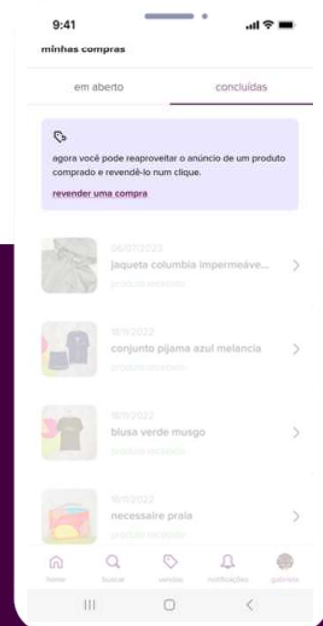 9:41
minhas compras
em aberto
concluídas
agora você pode reaproveitar o anúncio de um produto
comprado e revendê-lo num clique.
revender uma compra
06/07/2023
jaqueta columbia impermeáve...
produto recebido
18/11/2022
conjunto pijama azul melancia
produto recebido
18/11/2022
blusa verde musgo
produto recebido
18/11/2022
necessaire praia
produto recebido
home
buscar
vendas
notificações
gabriela